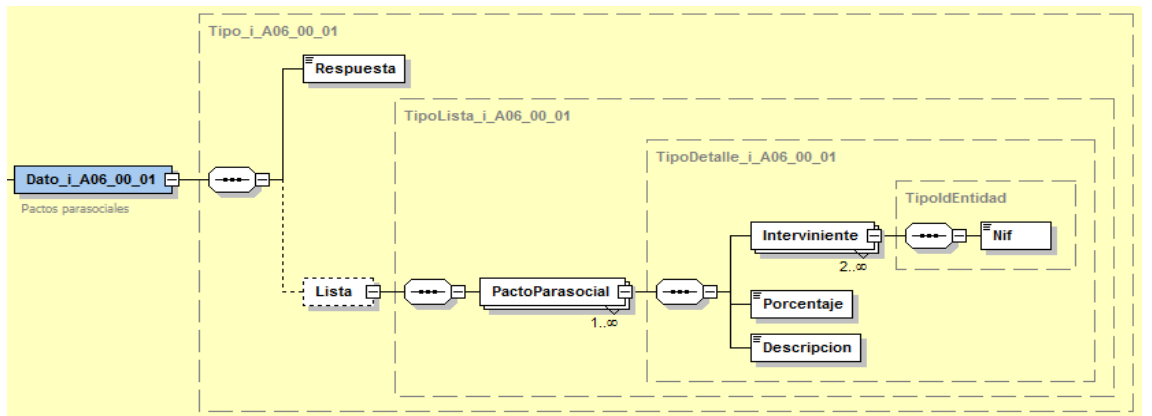 Tipo_i_A06_00_01
Respuesta
TipoLista_i_A06_00_01
TipoDetalle_i_A06_00_01
Dato_i_A06_00_01
Pactos parasociales
TipoIdEntidad
Interviniente
Nif
2..∞
Lista
PactoParasocial
1..∞
Porcentaje
Descripcion